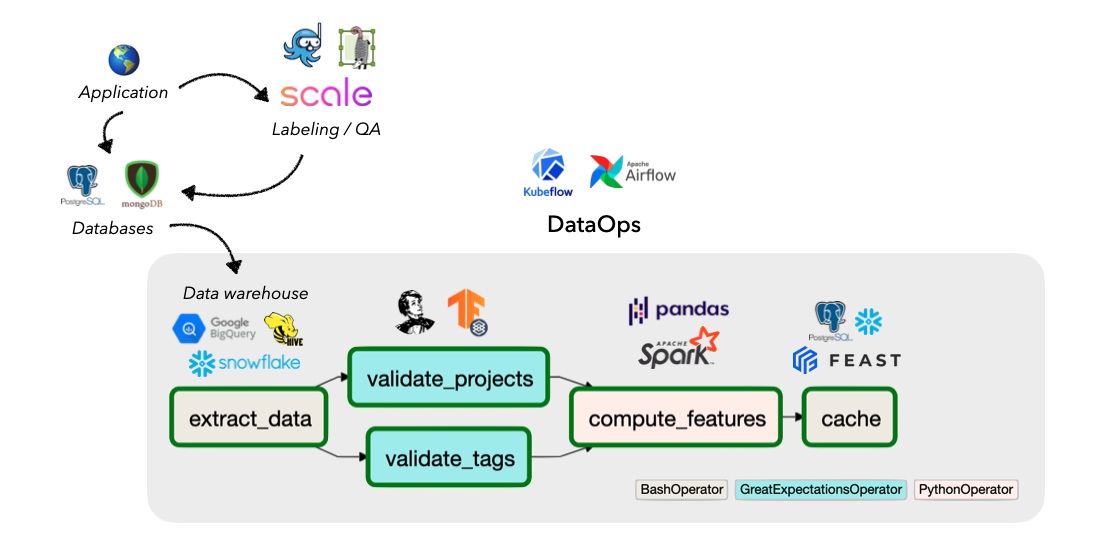 Application
scale
Labeling / QA
PostgreSQL
mongoDB
Databases
Kubeflow
Apache
Airflow
DataOps
Data warehouse
Google
BigQuery
HIVE
snowflake
pandas
APACHE
Spark
PostgreSQL
FEAST
extract_data
validate_projects
validate_tags
compute_features
cache
BashOperator
GreatExpectationsOperator
PythonOperator